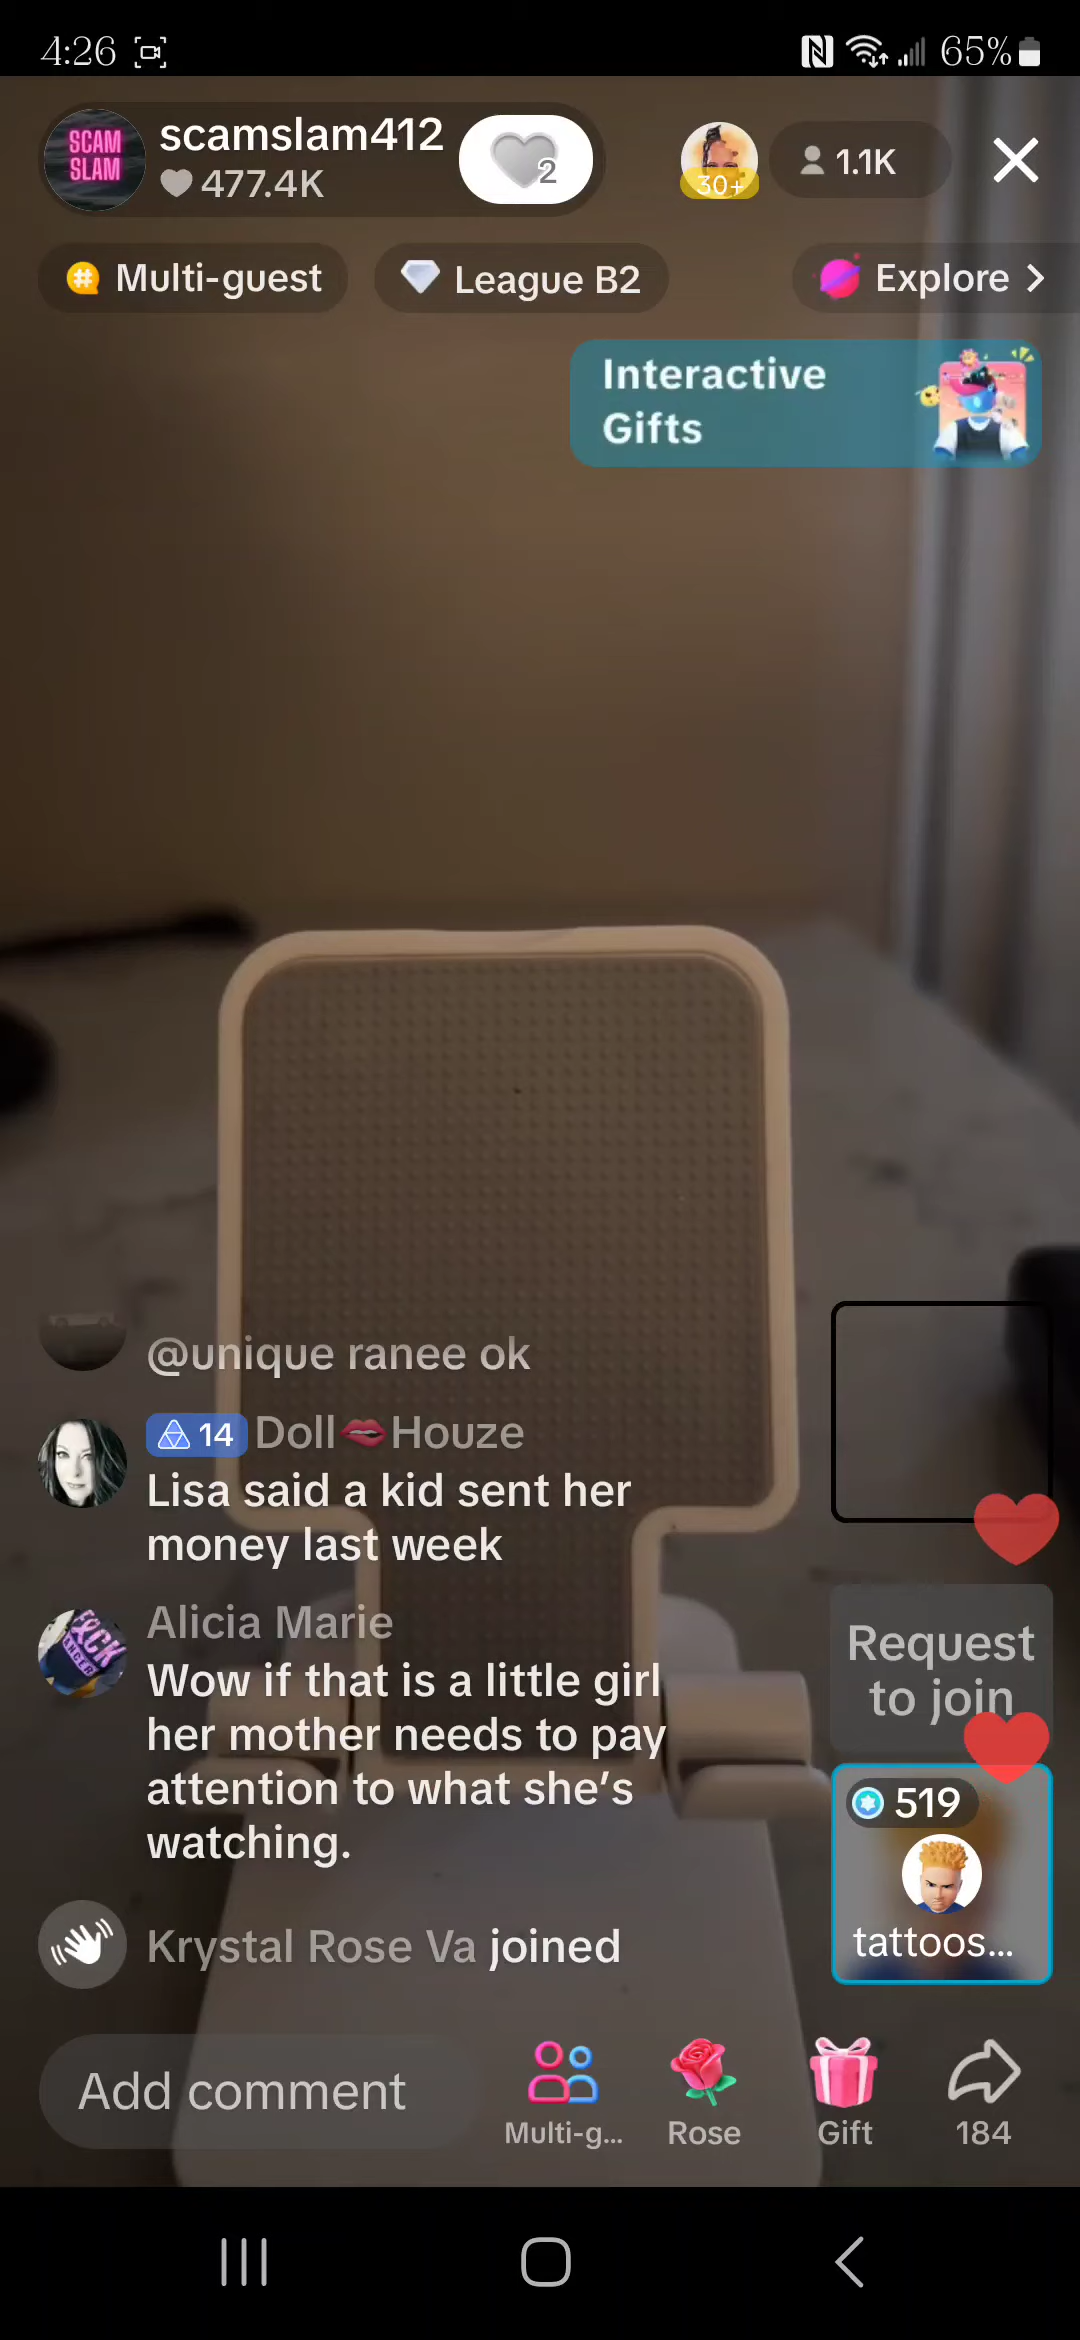 4:26
65%
SCAM
SLAM
scamslam412
477.4K
2
30+
1.1K
Multi-guest
League B2
Explore
Interactive
Gifts
@unique ranee ok
14 Doll👄Houze
Lisa said a kid sent her
money last week
Alicia Marie
Wow if that is a little girl
her mother needs to pay
attention to what she's
watching.
Krystal Rose Va joined
Request
to join
519
tattoos...
Add comment
Multi-g...
Rose
Gift
184